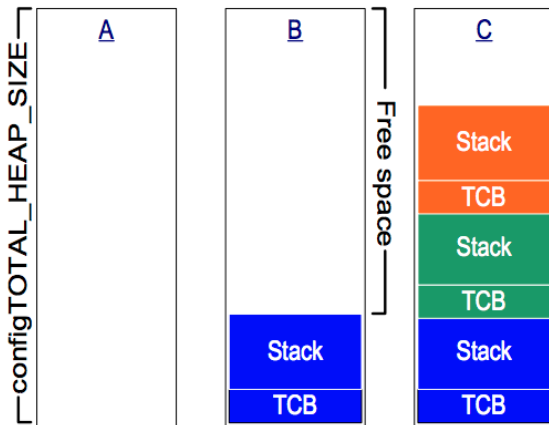 configTOTAL_HEAP_SIZE
A
B
Free space
Stack
TCB
C
Stack
TCB
Stack
TCB
Stack
TCB